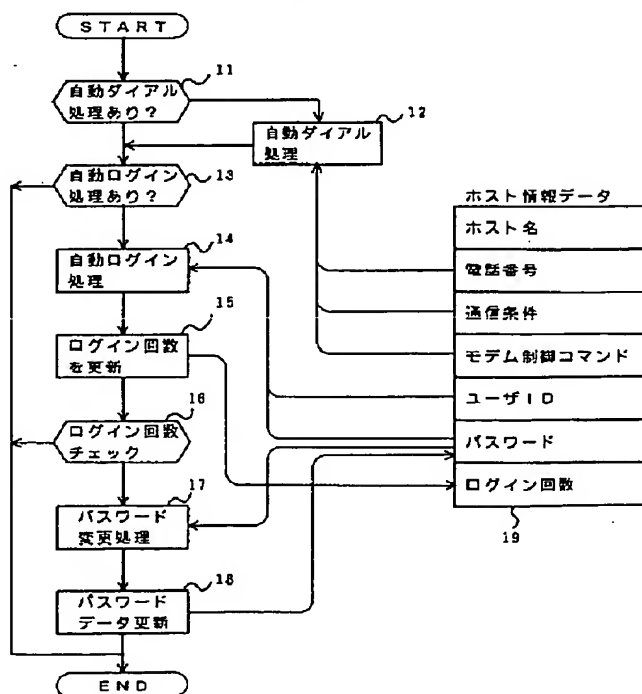 START
11
自動ダイアル
処理あり?
12
自動ダイアル
処理
13
自動ログイン
処理あり?
14
自動ログイン
処理
15
ログイン回数
を更新
16
ログイン回数
チェック
17
パスワード
変更処理
18
パスワード
データ更新
END
ホスト情報データ
ホスト名
電話番号
通信条件
モデム制御コマンド
ユーザID
パスワード
ログイン回数
19